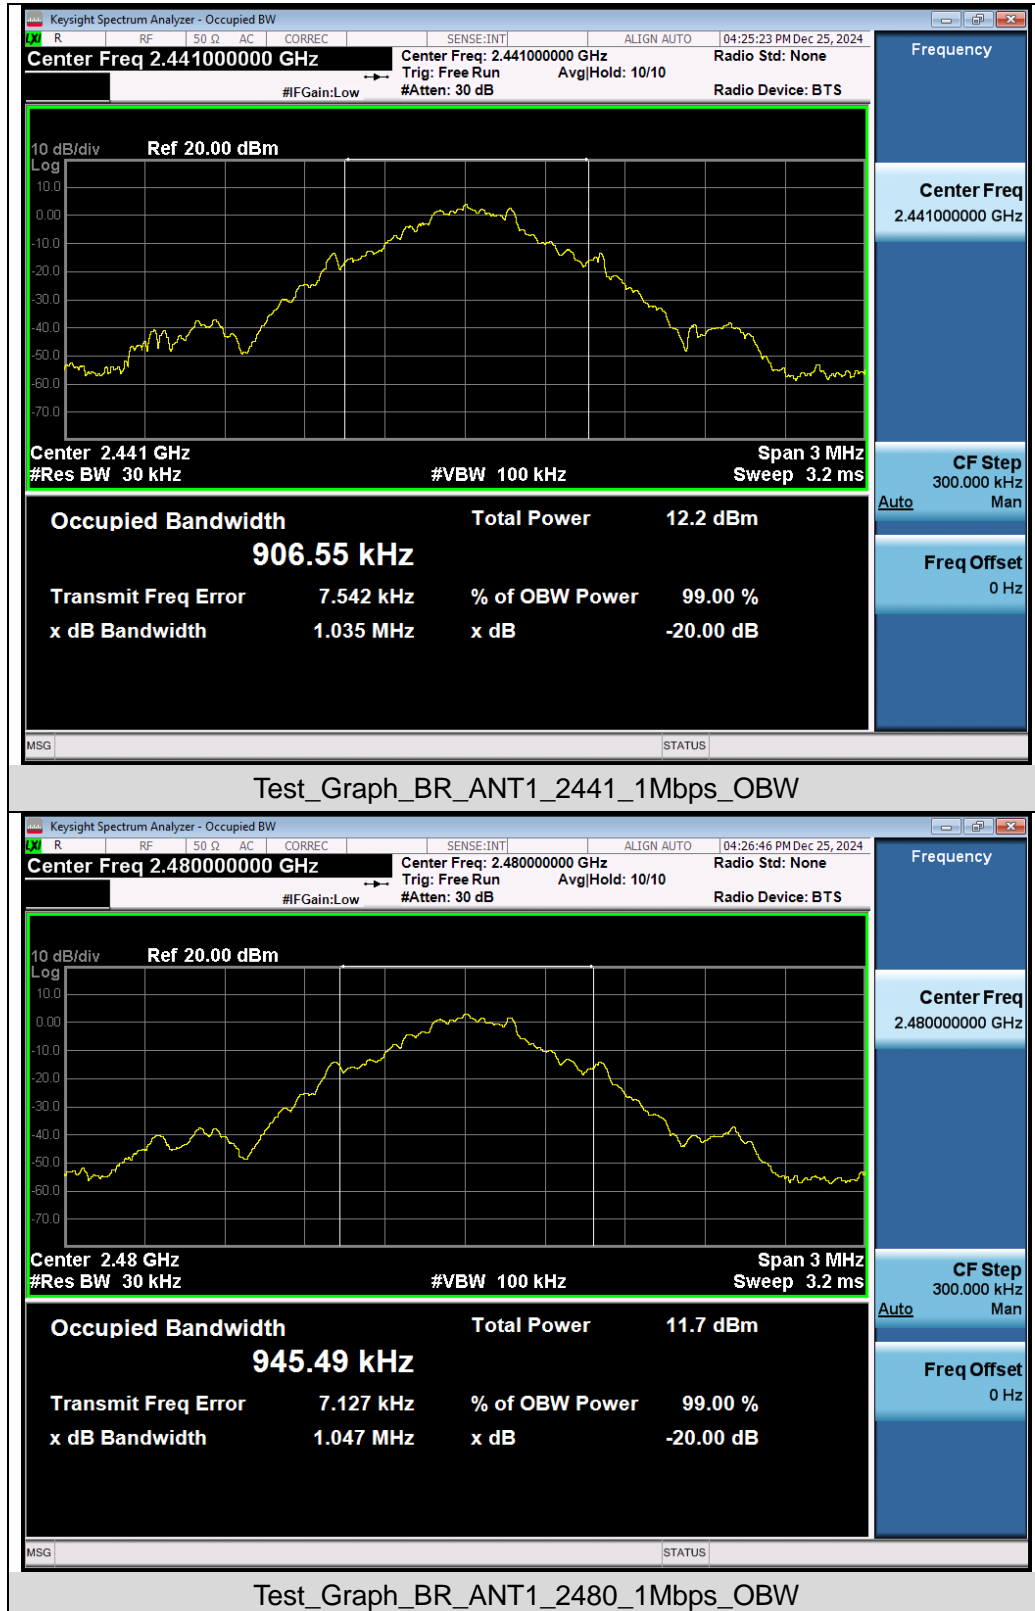 Keysight Spectrum Analyzer - Occupied BW
LXI R RF 50 Ω AC CORREC SENSE:INT ALIGN AUTO 04:25:23 PM Dec 25, 2024
Center Freq 2.441000000 GHz Center Freq: 2.441000000 GHz Radio Std: None
Trig: Free Run Avg|Hold: 10/10
#IFGain:Low #Atten: 30 dB Radio Device: BTS
Frequency
10 dB/div Ref 20.00 dBm
Log
10.0
0.00
-10.0
-20.0
-30.0
-40.0
-50.0
-60.0
-70.0
Center 2.441 GHz Span 3 MHz
#Res BW 30 kHz #VBW 100 kHz Sweep 3.2 ms
Center Freq
2.441000000 GHz
CF Step
300.000 kHz
Auto Man
Freq Offset
0 Hz
Occupied Bandwidth Total Power 12.2 dBm
906.55 kHz
Transmit Freq Error 7.542 kHz % of OBW Power 99.00 %
x dB Bandwidth 1.035 MHz x dB -20.00 dB
MSG STATUS
Test_Graph_BR_ANT1_2441_1Mbps_OBW
Keysight Spectrum Analyzer - Occupied BW
LXI R RF 50 Ω AC CORREC SENSE:INT ALIGN AUTO 04:26:46 PM Dec 25, 2024
Center Freq 2.480000000 GHz Center Freq: 2.480000000 GHz Radio Std: None
Trig: Free Run Avg|Hold: 10/10
#IFGain:Low #Atten: 30 dB Radio Device: BTS
Frequency
10 dB/div Ref 20.00 dBm
Log
10.0
0.00
-10.0
-20.0
-30.0
-40.0
-50.0
-60.0
-70.0
Center 2.48 GHz Span 3 MHz
#Res BW 30 kHz #VBW 100 kHz Sweep 3.2 ms
Center Freq
2.480000000 GHz
CF Step
300.000 kHz
Auto Man
Freq Offset
0 Hz
Occupied Bandwidth Total Power 11.7 dBm
945.49 kHz
Transmit Freq Error 7.127 kHz % of OBW Power 99.00 %
x dB Bandwidth 1.047 MHz x dB -20.00 dB
MSG STATUS
Test_Graph_BR_ANT1_2480_1Mbps_OBW